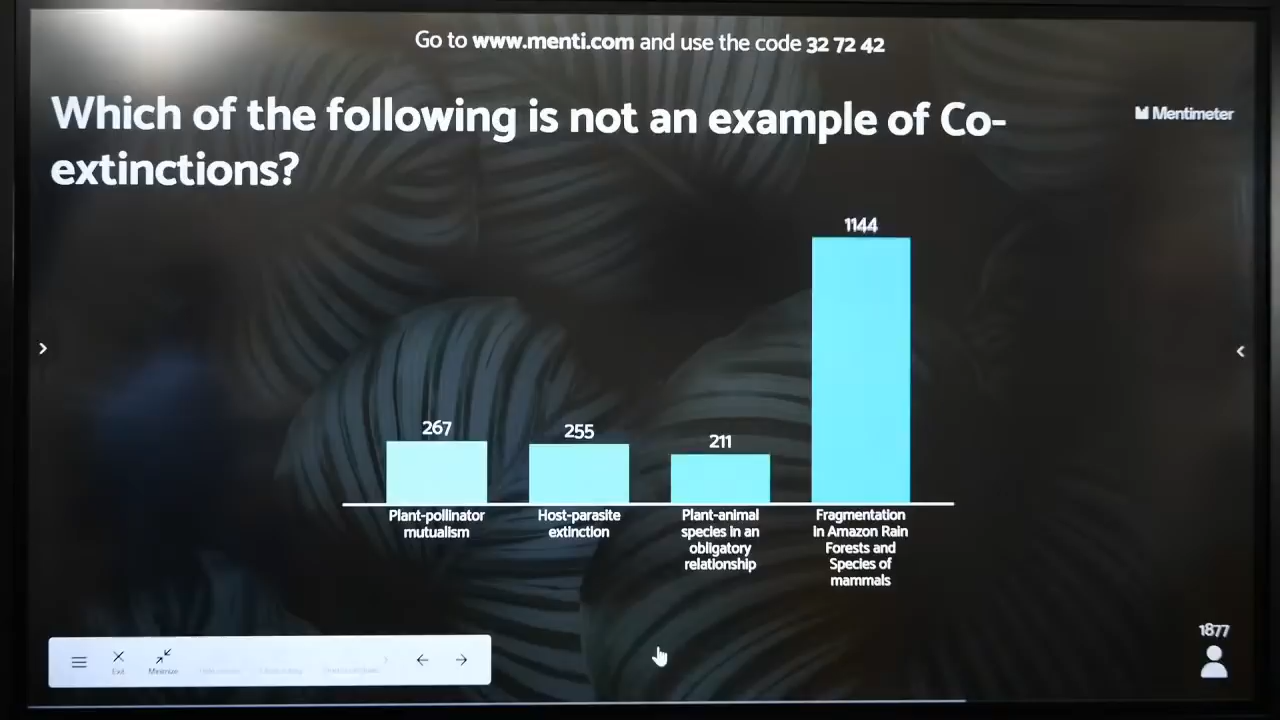 Go to www.menti.com and use the code 32 72 42
Which of the following is not an example of Co-
extinctions?
Mentimeter
1144
267
255
211
Plant-pollinator
mutualism
Host-parasite
extinction
Plant-animal
species in an
obligatory
relationship
Fragmentation
in Amazon Rain
Forests and
Species of
mammals
1877
Exit
Minimize